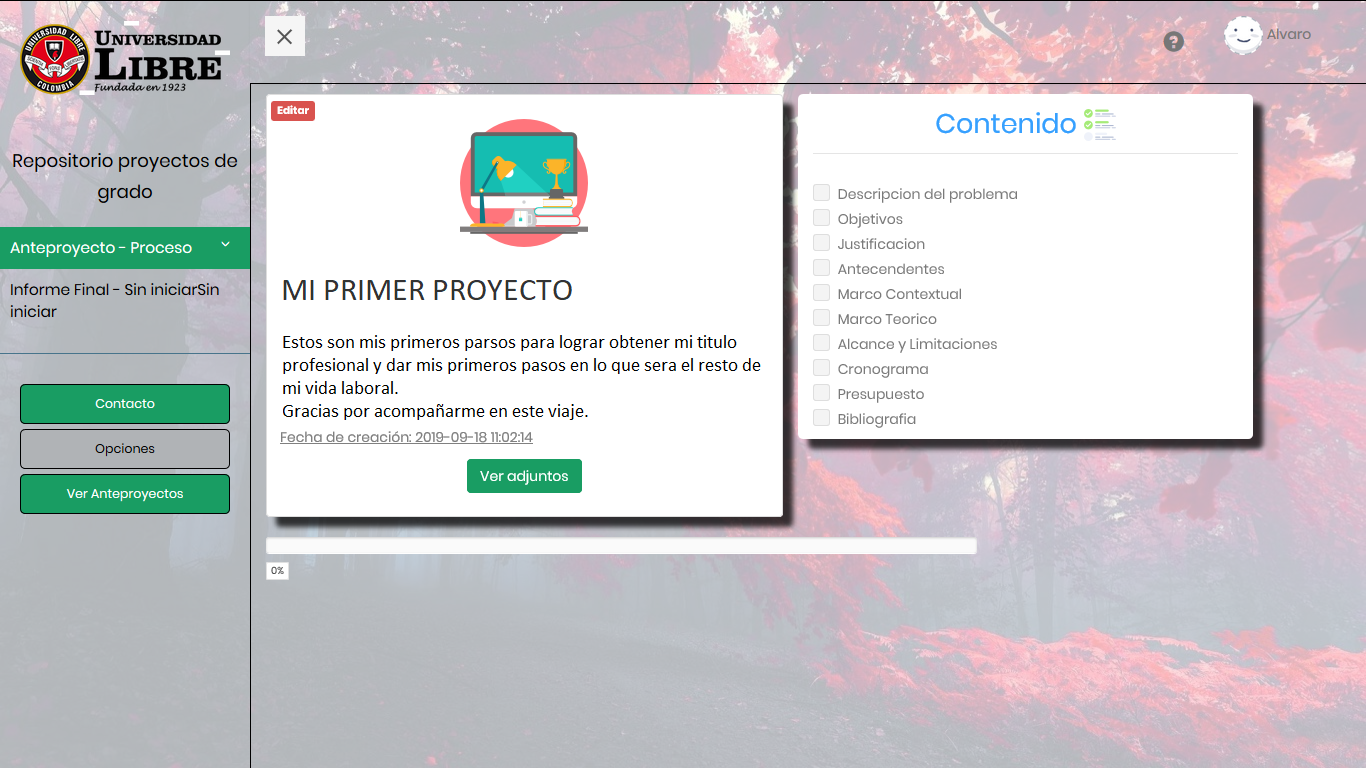 UNIVERSIDAD LIBRE
COLOMBIA
UNIVERSIDAD
LIBRE
Fundada en 1923
Alvaro
Repositorio proyectos de
grado
Anteproyecto - Proceso
Informe Final - Sin iniciarSin
iniciar
Contacto
Opciones
Ver Anteproyectos
Editar
MI PRIMER PROYECTO
Estos son mis primeros parsos para lograr obtener mi titulo
profesional y dar mis primeros pasos en lo que sera el resto de
mi vida laboral.
Gracias por acompañarme en este viaje.
Fecha de creación: 2019-09-18 11:02:14
Ver adjuntos
0%
Contenido
Descripcion del problema
Objetivos
Justificacion
Antecendentes
Marco Contextual
Marco Teorico
Alcance y Limitaciones
Cronograma
Presupuesto
Bibliografia